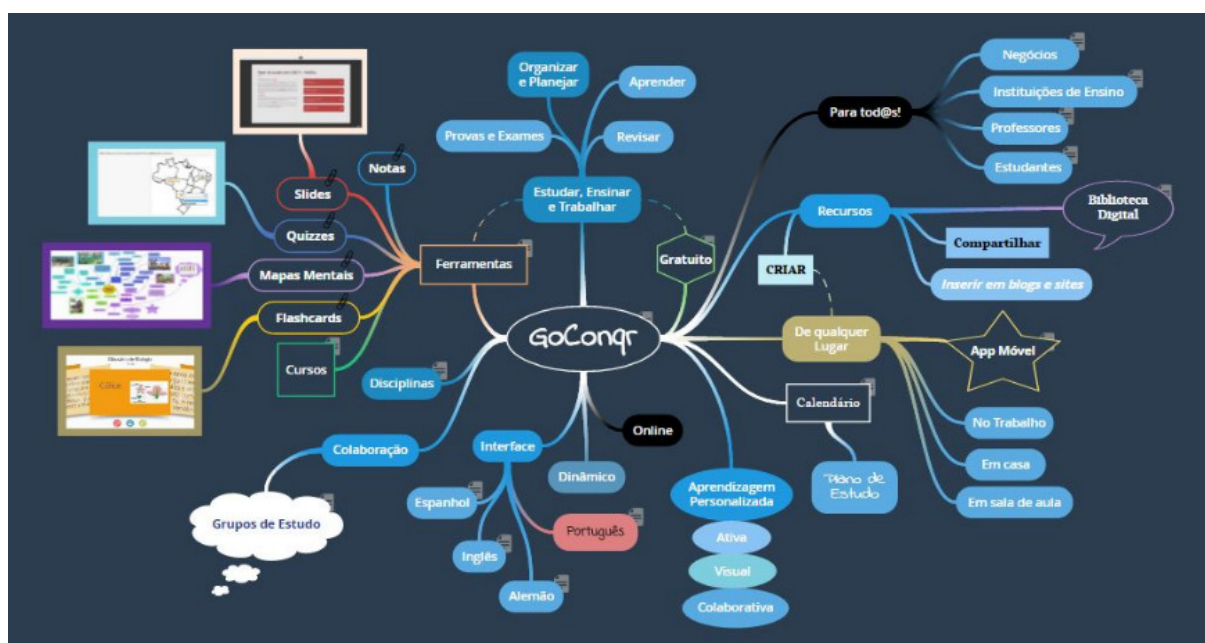 Organizar
e Planejar
Aprender
Provas e Exames
Revisar
Estudar, Ensinar
e Trabalhar
Notas
Slides
Quizzes
Mapas Mentais
Flashcards
Cursos
Ferramentas
Gratuito
GoConqr
Para tod@s!
Negócios
Instituições de Ensino
Professores
Estudantes
Recursos
Biblioteca
Digital
Compartilhar
Inserir em blogs e sites
CRIAR
De qualquer
Lugar
App Móvel
No Trabalho
Em casa
Em sala de aula
Calendário
Plano de
Estudo
Disciplinas
Colaboração
Grupos de Estudo
Interface
Espanhol
Inglês
Alemão
Português
Dinâmico
Online
Aprendizagem
Personalizada
Ativa
Visual
Colaborativa